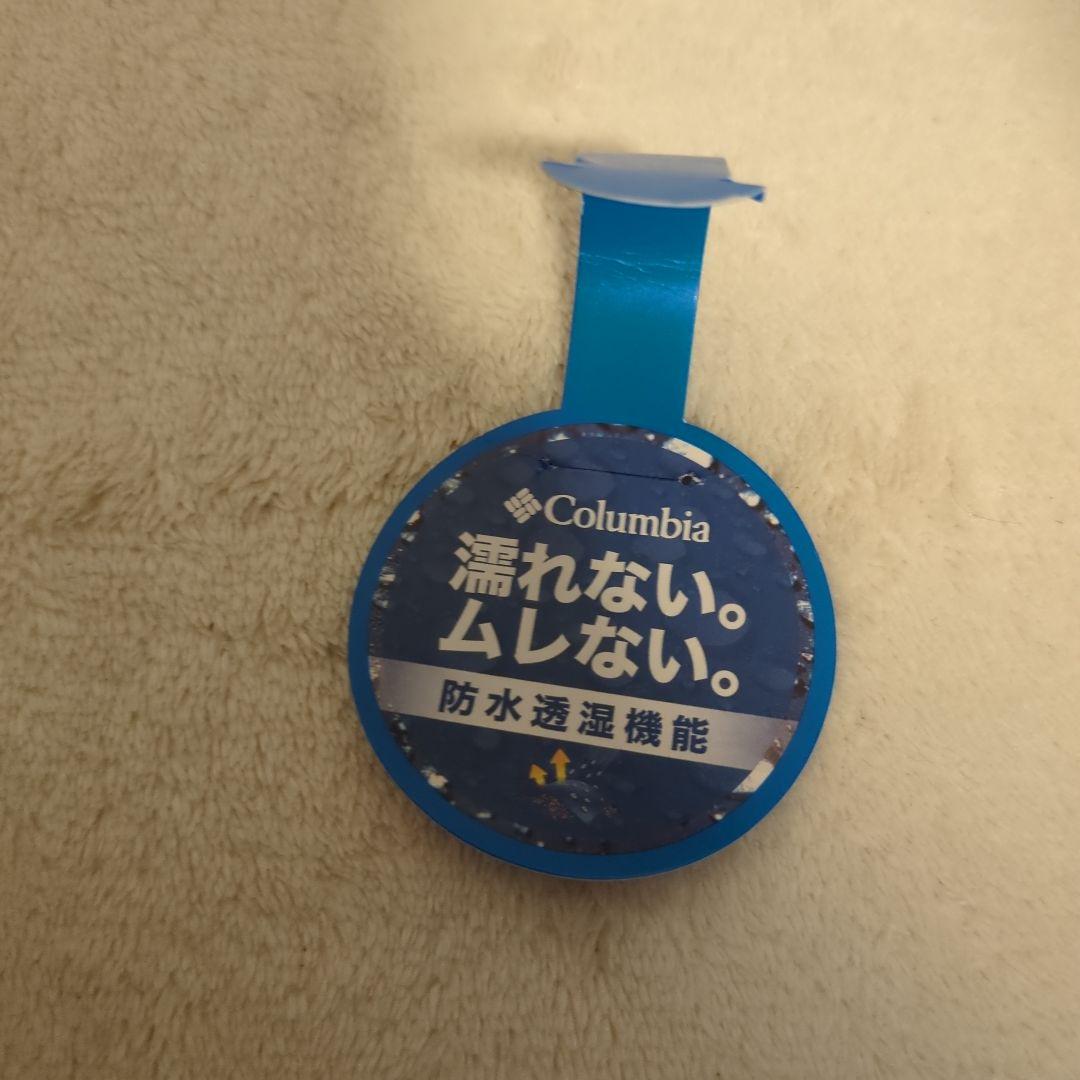 Columbia
濡れない。
ムレない。
防水透湿機能